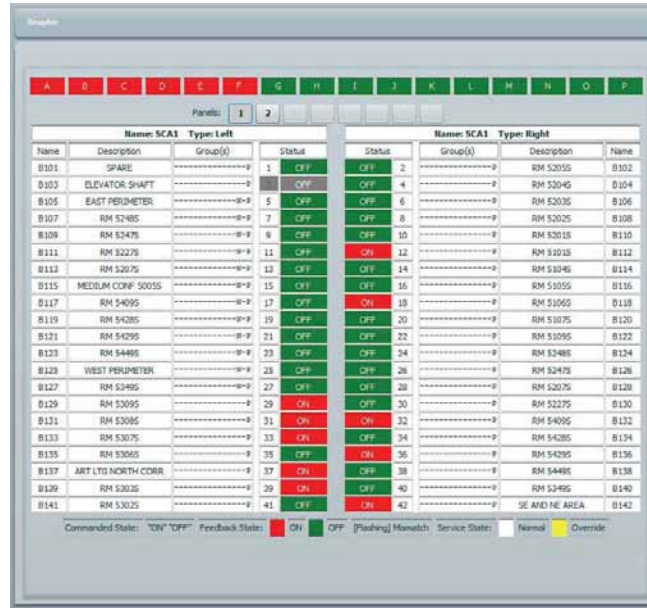 Graphic
A B C D E F G H I J K L M N O P
Panels: 1 2
Name: SCA1 Type: Left Name: SCA1 Type: Right
Name Description Group(s) Status Status Group(s) Description Name
B101 SPARE 1 OFF OFF 2 RM 5205S B102
B103 ELEVATOR SHAFT OFF OFF 4 RM 5204S B104
B105 EAST PERIMETER 5 OFF OFF 6 RM 5203S B106
B107 RM 5248S 7 OFF OFF 8 RM 5202S B108
B109 RM 5247S 9 OFF OFF 10 RM 5201S B110
B111 RM 5227S 11 OFF ON 12 RM 5101S B112
B113 RM 5207S 13 OFF OFF 14 RM 5104S B114
B115 MEDIUM CONF 5005S 15 OFF OFF 16 RM 5105S B116
B117 RM 5409S 17 OFF ON 18 RM 5106S B118
B119 RM 5428S 19 OFF OFF 20 RM 5107S B120
B121 RM 5429S 21 OFF OFF 22 RM 5109S B122
B123 RM 5449S 23 OFF OFF 24 RM 5248S B124
B125 WEST PERIMETER 25 OFF OFF 26 RM 5247S B126
B127 RM 5349S 27 OFF OFF 28 RM 5207S B128
B129 RM 5309S 29 ON OFF 30 RM 5227S B130
B131 RM 5308S 31 ON ON 32 RM 5409S B132
B133 RM 5307S 33 ON OFF 34 RM 5428S B134
B135 RM 5306S 35 OFF ON 36 RM 5429S B136
B137 ART LTG NORTH CORR 37 ON OFF 38 RM 5449S B138
B139 RM 5303S 39 ON OFF 40 RM 5349S B140
B141 RM 5302S 41 OFF ON 42 SE AND NE AREA B142
Commanded State: "ON" "OFF" Feedback State: ON OFF [Flashing] Mismatch Service State: Normal Override